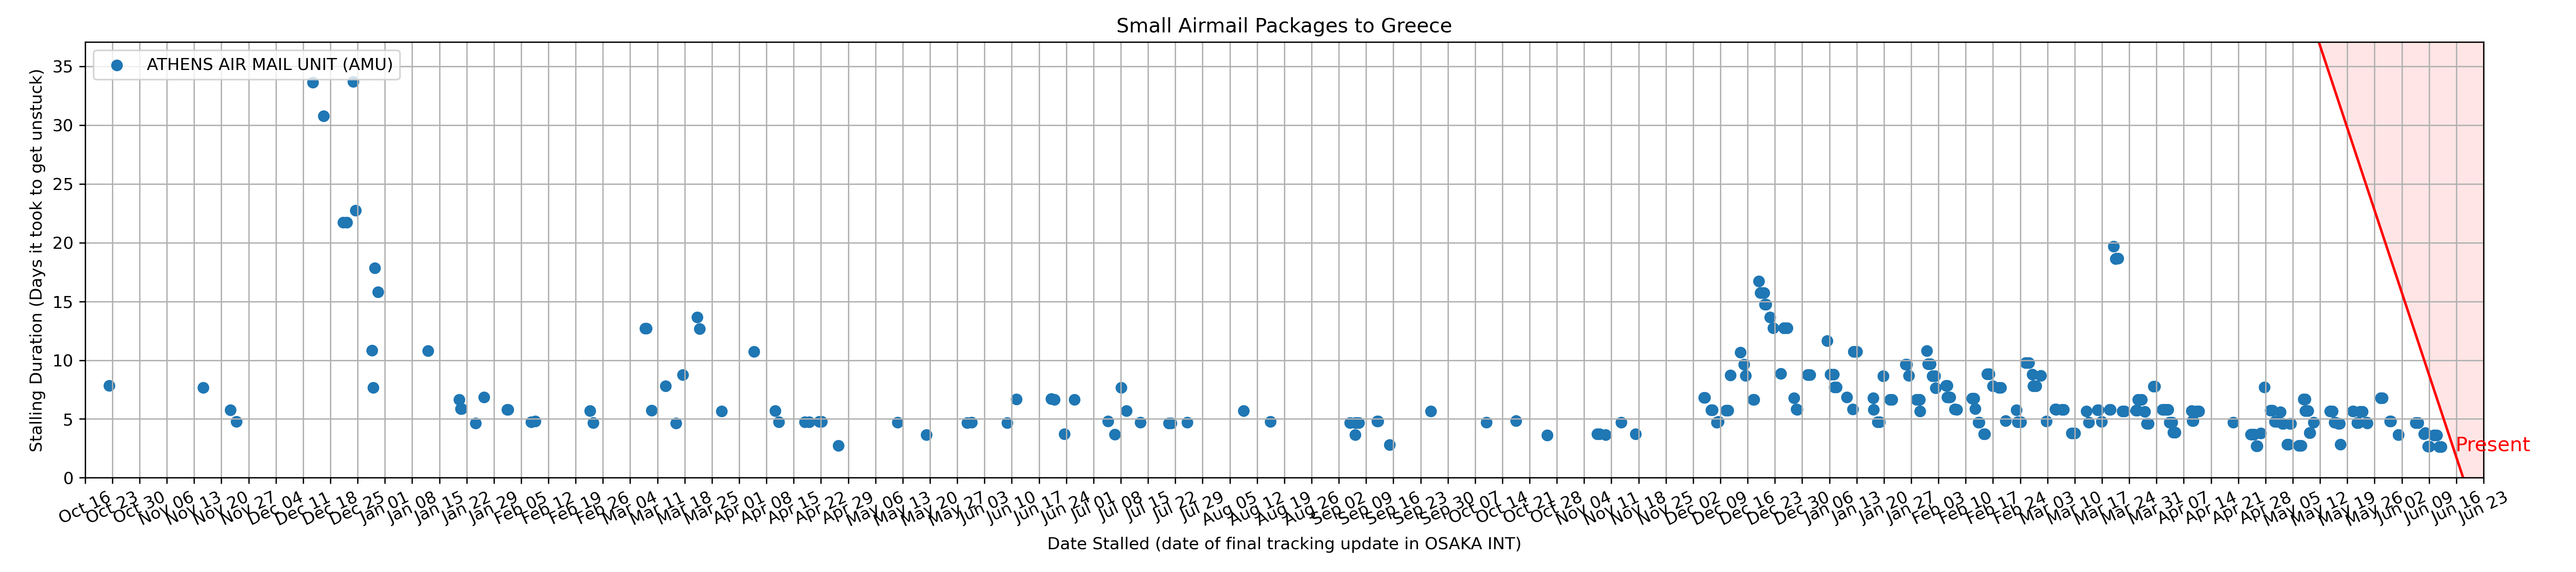 Small Airmail Packages to Greece
ATHENS AIR MAIL UNIT (AMU)
Stalling Duration (Days it took to get unstuck)
35
30
25
20
15
10
5
0
Present
Oct 16
Oct 23
Oct 30
Nov 06
Nov 13
Nov 20
Nov 27
Dec 04
Dec 11
Dec 18
Dec 25
Jan 01
Jan 08
Jan 15
Jan 22
Jan 29
Feb 05
Feb 12
Feb 19
Feb 26
Mar 04
Mar 11
Mar 18
Mar 25
Apr 01
Apr 08
Apr 15
Apr 22
Apr 29
May 06
May 13
May 20
May 27
Jun 03
Jun 10
Jun 17
Jun 24
Jul 01
Jul 08
Jul 15
Jul 22
Jul 29
Aug 05
Aug 12
Aug 19
Aug 26
Sep 02
Sep 09
Sep 16
Sep 23
Sep 30
Oct 07
Oct 14
Oct 21
Oct 28
Nov 04
Nov 11
Nov 18
Nov 25
Dec 02
Dec 09
Dec 16
Dec 23
Dec 30
Jan 06
Jan 13
Jan 20
Jan 27
Feb 03
Feb 10
Feb 17
Feb 24
Mar 03
Mar 10
Mar 17
Mar 24
Mar 31
Apr 07
Apr 14
Apr 21
Apr 28
May 05
May 12
May 19
May 26
Jun 02
Jun 09
Jun 16
Jun 23
Date Stalled (date of final tracking update in OSAKA INT)